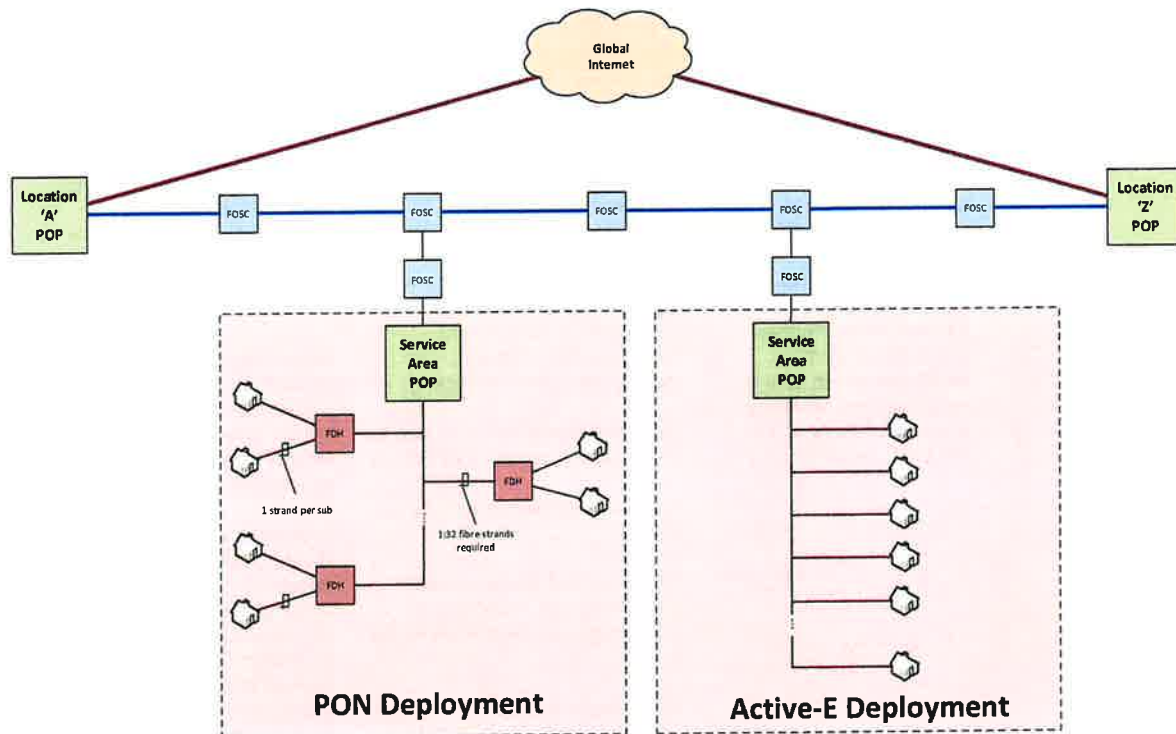 Global
Internet
Location
'A'
POP
FOSC
FOSC
FOSC
FOSC
FOSC
Location
'Z'
POP
FOSC
FOSC
Service
Area
POP
Service
Area
POP
FDH
FDH
1 strand per sub
1:32 fibre strands
required
FDH
PON Deployment
Active-E Deployment